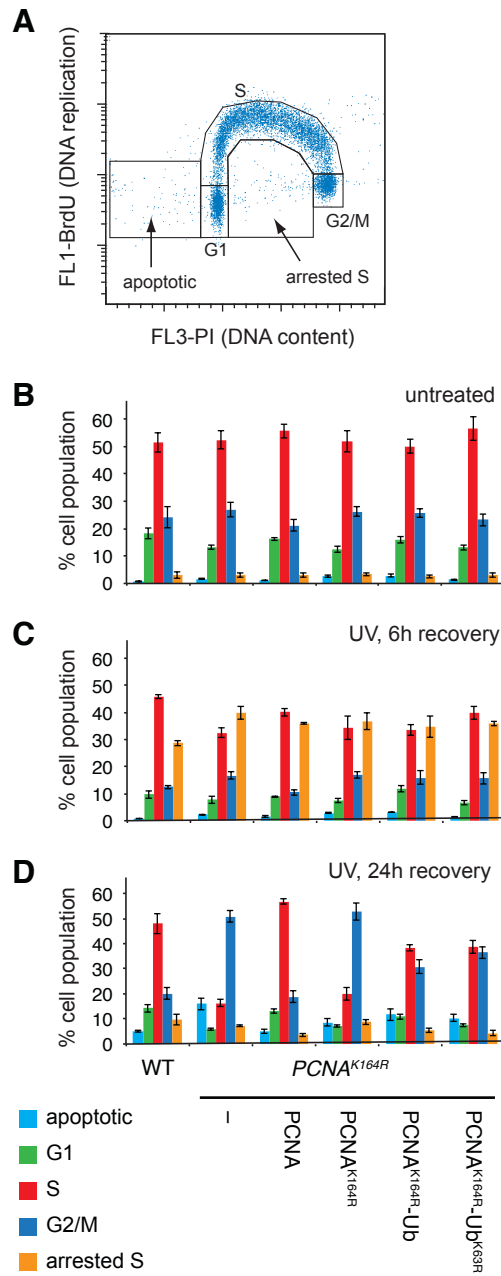 A
FL1-BrdU (DNA replication)
S
G1
G2/M
apoptotic
arrested S
FL3-PI (DNA content)
B
untreated
% cell population
60
50
40
30
20
10
0
C
UV, 6h recovery
% cell population
60
50
40
30
20
10
0
D
UV, 24h recovery
% cell population
60
50
40
30
20
10
0
WT
PCNA^K164R
apoptotic
G1
S
G2/M
arrested S
–
PCNA
PCNA^K164R
PCNA^K164R-Ub
PCNA^K164R-Ub^K63R